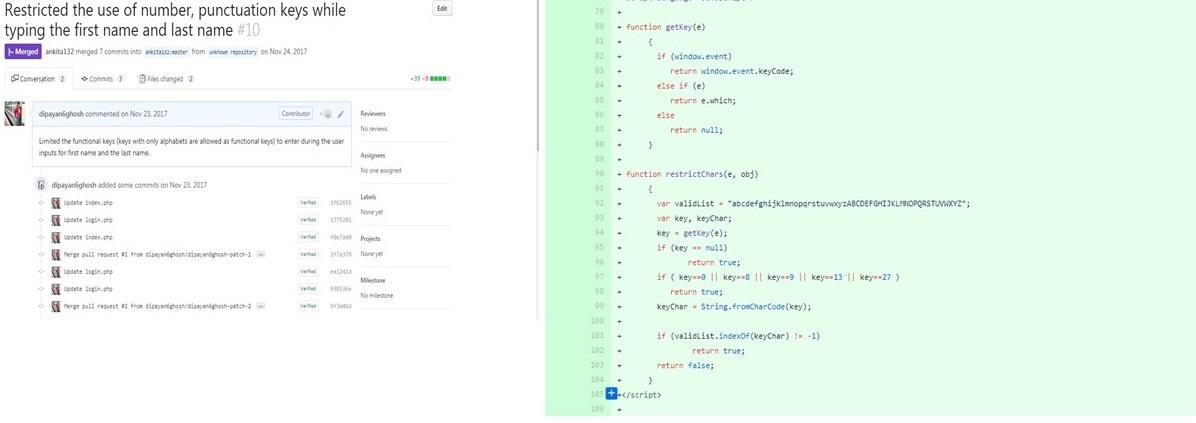 Restricted the use of number, punctuation keys while
typing the first name and last name #10
Edit
Merged ankita132 merged 7 commits into ankita132:master from unknown repository on Nov 24, 2017
Conversation 2 Commits 7 Files changed 2
+39 -9
dipayan6ghosh commented on Nov 23, 2017 Contributor
Limited the functional keys (keys with only alphabets are allowed as functional keys) to enter during the user
inputs for first name and the last name.
dipayan6ghosh added some commits on Nov 23, 2017
Update index.php Verified 1f62655
Update login.php Verified 1779201
Update index.php Verified
Merge pull request #1 from dipayan6ghosh/dipayan6ghosh-patch-1 … Verified 2f7a379
Update login.php Verified
Update login.php Verified 938536e
Merge pull request #2 from dipayan6ghosh/dipayan6ghosh-patch-2 … Verified 9f3d4bd
Reviewers
No reviews
Assignees
No one assigned
Labels
None yet
Projects
None yet
Milestone
No milestone
79 +
80 + function getKey(e)
81 + {
82 + if (window.event)
83 + return window.event.keyCode;
84 + else if (e)
85 + return e.which;
86 + else
87 + return null;
88 + }
89 +
90 + function restrictChars(e, obj)
91 + {
92 + var validList = "abcdefghijklmnopqrstuvwxyzABCDEFGHIJKLMNOPQRSTUVWXYZ";
93 + var key, keyChar;
94 + key = getKey(e);
95 + if (key == null)
96 + return true;
97 + if ( key==0 || key==8 || key==9 || key==13 || key==27 )
98 + return true;
99 + keyChar = String.fromCharCode(key);
100 +
101 + if (validList.indexOf(keyChar) != -1)
102 + return true;
103 + return false;
104 + }
105 +</script>
106 +